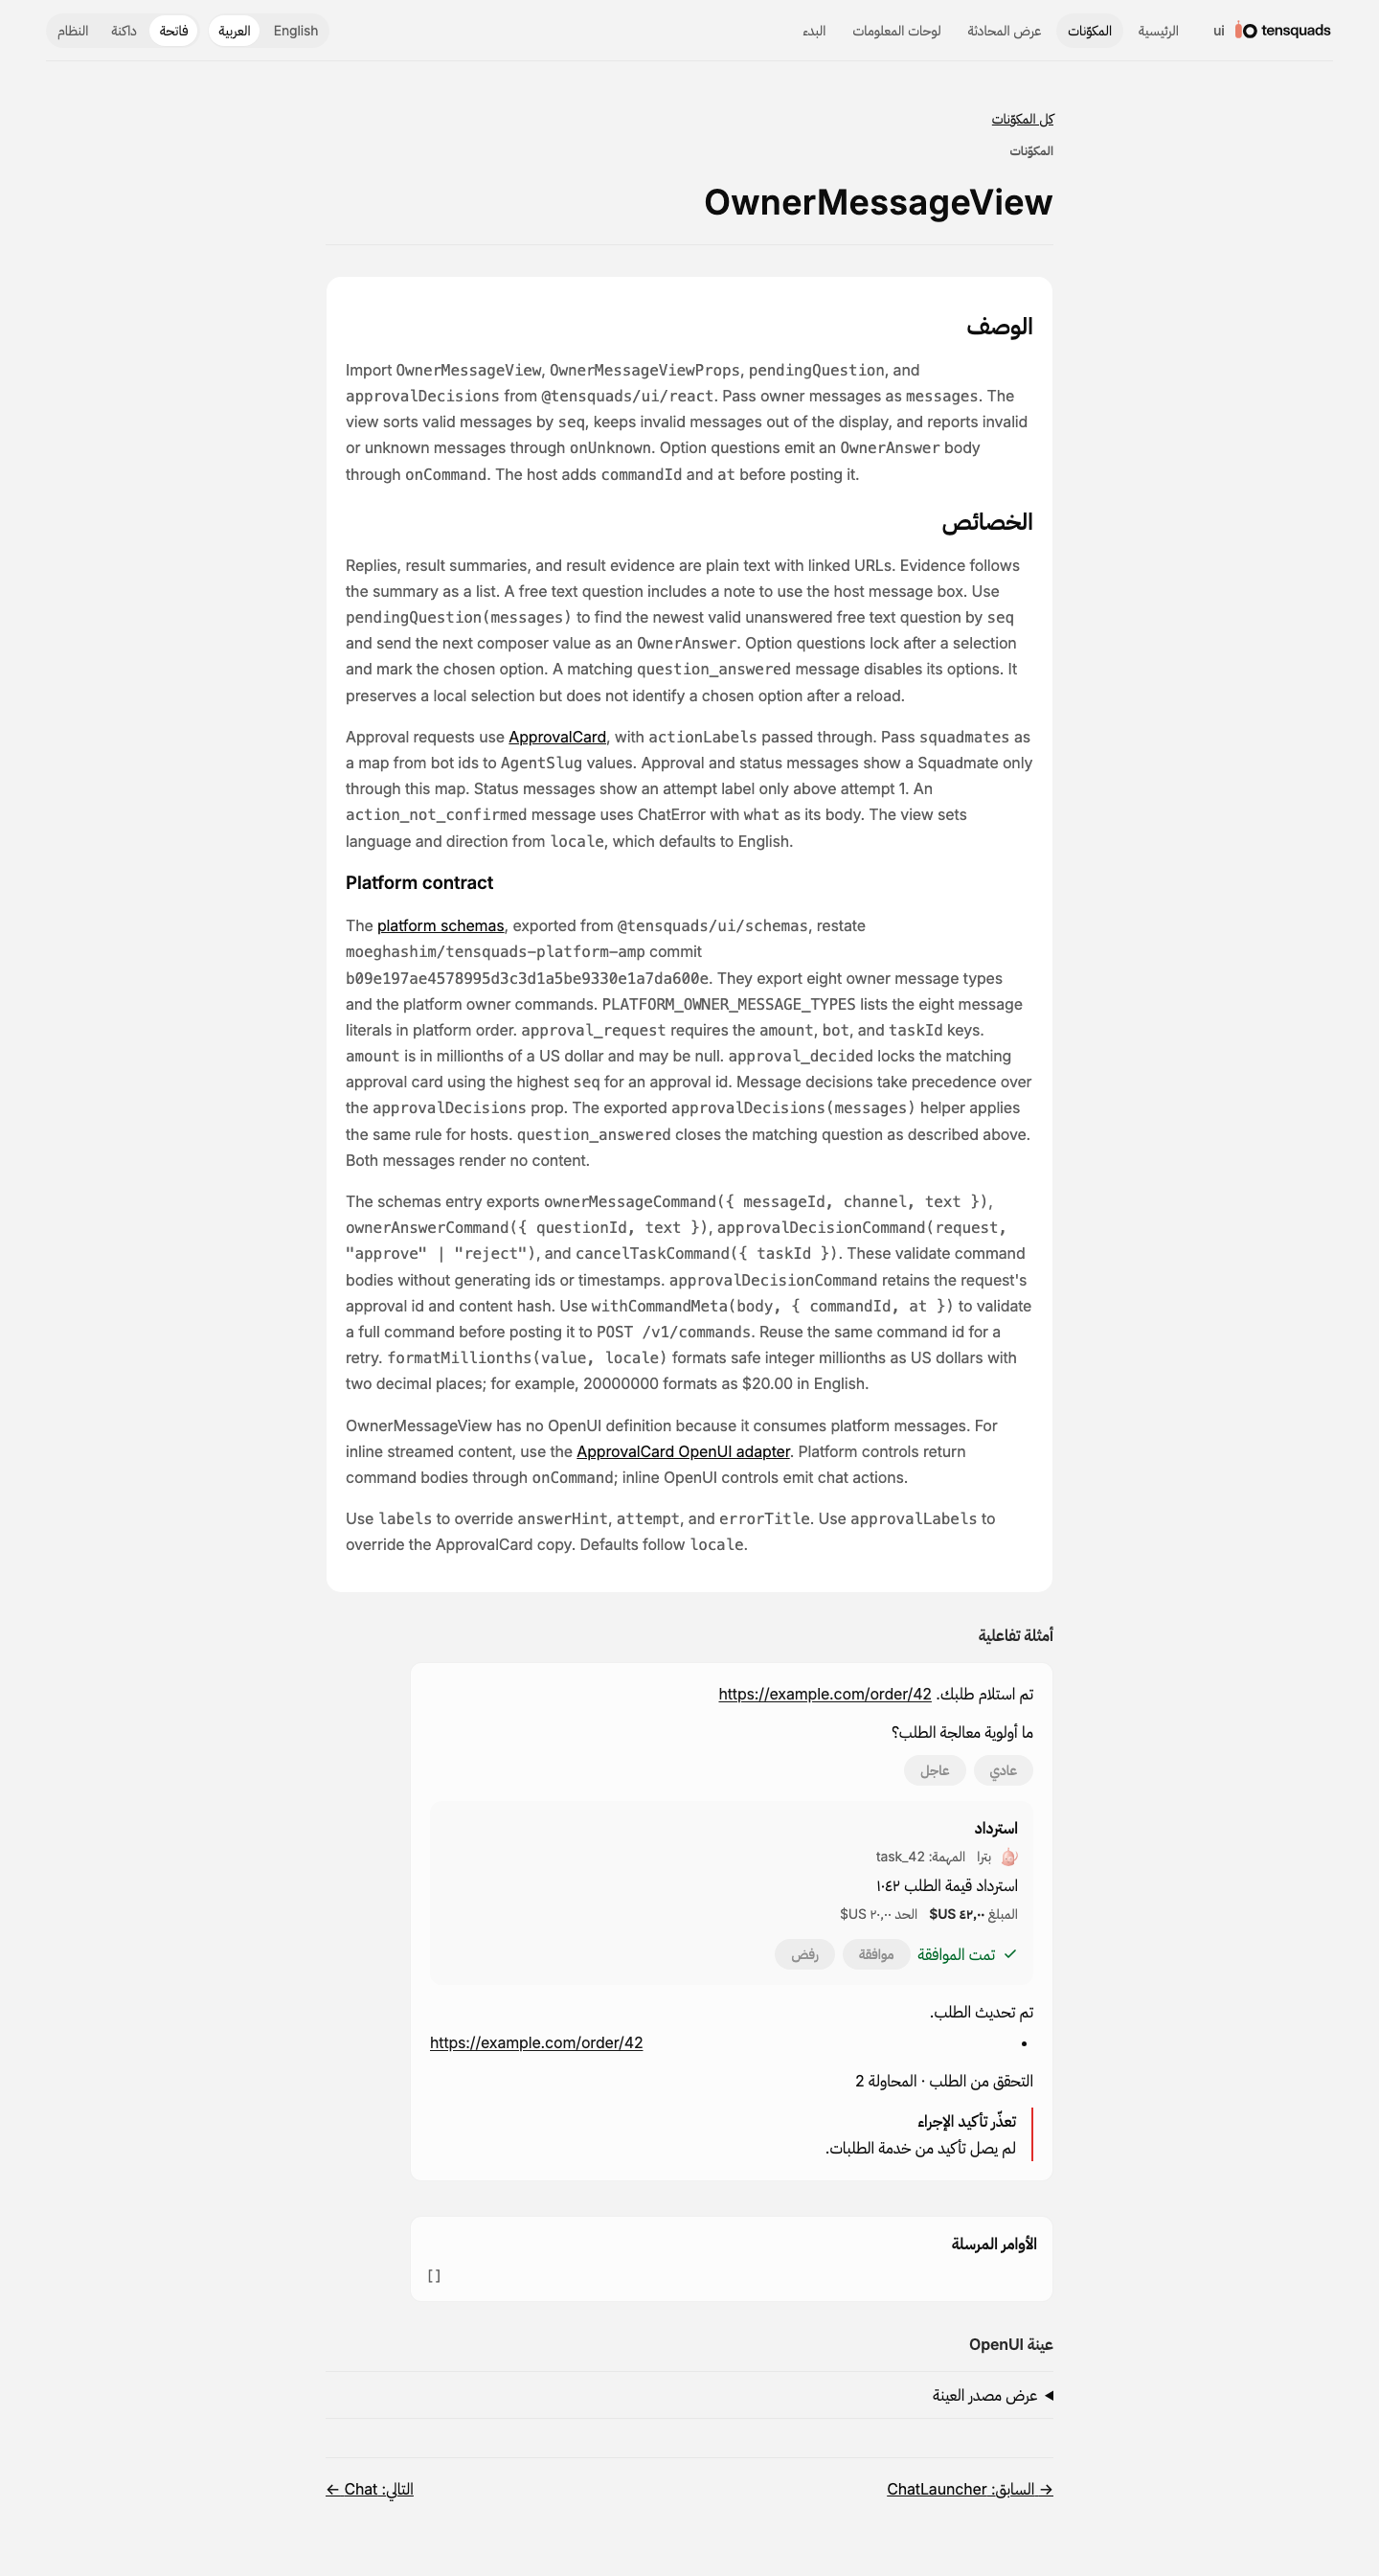 tensquads ui
الرئيسية
المكوّنات
عرض المحادثة
لوحات المعلومات
البدء
English
العربية
فاتحة
داكنة
النظام
كل المكوّنات
المكوّنات
OwnerMessageView
الوصف
Import OwnerMessageView, OwnerMessageViewProps, pendingQuestion, and
approvalDecisions from @tensquads/ui/react. Pass owner messages as messages. The
view sorts valid messages by seq, keeps invalid messages out of the display, and reports invalid
or unknown messages through onUnknown. Option questions emit an OwnerAnswer body
through onCommand. The host adds commandId and at before posting it.
الخصائص
Replies, result summaries, and result evidence are plain text with linked URLs. Evidence follows
the summary as a list. A free text question includes a note to use the host message box. Use
pendingQuestion(messages) to find the newest valid unanswered free text question by seq
and send the next composer value as an OwnerAnswer. Option questions lock after a selection
and mark the chosen option. A matching question_answered message disables its options. It
preserves a local selection but does not identify a chosen option after a reload.
Approval requests use ApprovalCard, with actionLabels passed through. Pass squadmates as
a map from bot ids to AgentSlug values. Approval and status messages show a Squadmate only
through this map. Status messages show an attempt label only above attempt 1. An
action_not_confirmed message uses ChatError with what as its body. The view sets
language and direction from locale, which defaults to English.
Platform contract
The platform schemas, exported from @tensquads/ui/schemas, restate
moeghashim/tensquads-platform-amp commit
b09e197ae4578995d3c3d1a5be9330e1a7da600e. They export eight owner message types
and the platform owner commands. PLATFORM_OWNER_MESSAGE_TYPES lists the eight message
literals in platform order. approval_request requires the amount, bot, and taskId keys.
amount is in millionths of a US dollar and may be null. approval_decided locks the matching
approval card using the highest seq for an approval id. Message decisions take precedence over
the approvalDecisions prop. The exported approvalDecisions(messages) helper applies
the same rule for hosts. question_answered closes the matching question as described above.
Both messages render no content.
The schemas entry exports ownerMessageCommand({ messageId, channel, text }),
ownerAnswerCommand({ questionId, text }), approvalDecisionCommand(request,
"approve" | "reject"), and cancelTaskCommand({ taskId }). These validate command
bodies without generating ids or timestamps. approvalDecisionCommand retains the request's
approval id and content hash. Use withCommandMeta(body, { commandId, at }) to validate
a full command before posting it to POST /v1/commands. Reuse the same command id for a
retry. formatMillionths(value, locale) formats safe integer millionths as US dollars with
two decimal places; for example, 20000000 formats as $20.00 in English.
OwnerMessageView has no OpenUI definition because it consumes platform messages. For
inline streamed content, use the ApprovalCard OpenUI adapter. Platform controls return
command bodies through onCommand; inline OpenUI controls emit chat actions.
Use labels to override answerHint, attempt, and errorTitle. Use approvalLabels to
override the ApprovalCard copy. Defaults follow locale.
أمثلة تفاعلية
تم استلام طلبك. https://example.com/order/42
ما أولوية معالجة الطلب؟
عادي
عاجل
استرداد
بترا المهمة: task_42
استرداد قيمة الطلب ١٠٤٢
المبلغ ٤٢٫٠٠ US$ الحد ٢٠٫٠٠ US$
تمت الموافقة
موافقة
رفض
تم تحديث الطلب.
• https://example.com/order/42
التحقق من الطلب · المحاولة 2
تعذّر تأكيد الإجراء
لم يصل تأكيد من خدمة الطلبات.
الأوامر المرسلة
[]
عينة OpenUI
عرض مصدر العينة
→ السابق: ChatLauncher
التالي: Chat ←